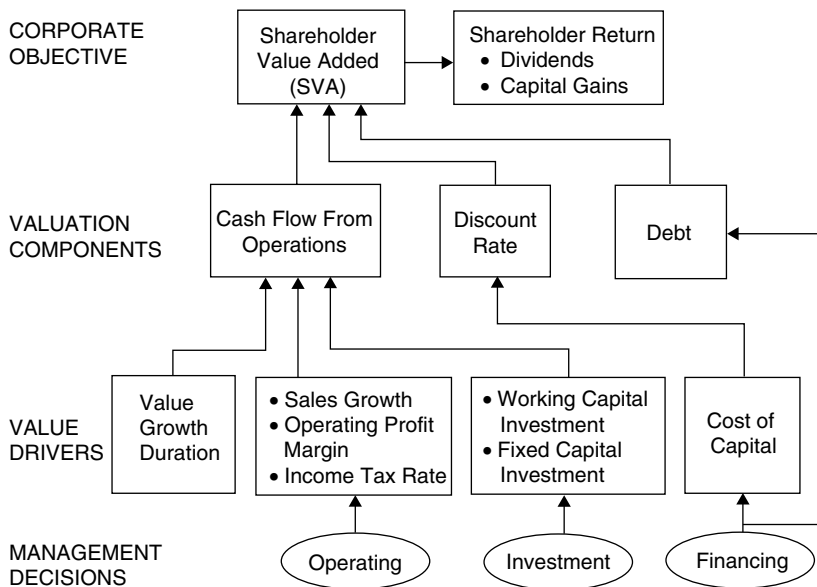 CORPORATE
OBJECTIVE
Shareholder
Value Added
(SVA)
Shareholder Return
• Dividends
• Capital Gains
VALUATION
COMPONENTS
Cash Flow From
Operations
Discount
Rate
Debt
VALUE
DRIVERS
Value
Growth
Duration
• Sales Growth
• Operating Profit
Margin
• Income Tax Rate
• Working Capital
Investment
• Fixed Capital
Investment
Cost of
Capital
MANAGEMENT
DECISIONS
Operating
Investment
Financing